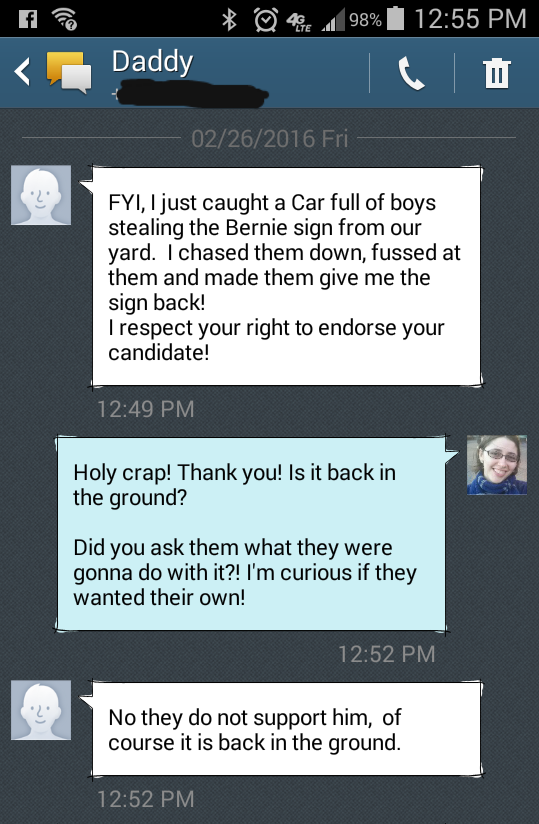 98% 12:55 PM
4G LTE
Daddy
02/26/2016 Fri
FYI, I just caught a Car full of boys
stealing the Bernie sign from our
yard.  I chased them down, fussed at
them and made them give me the
sign back!
I respect your right to endorse your
candidate!
12:49 PM
Holy crap! Thank you! Is it back in
the ground?
Did you ask them what they were
gonna do with it?! I'm curious if they
wanted their own!
12:52 PM
No they do not support him,  of
course it is back in the ground.
12:52 PM